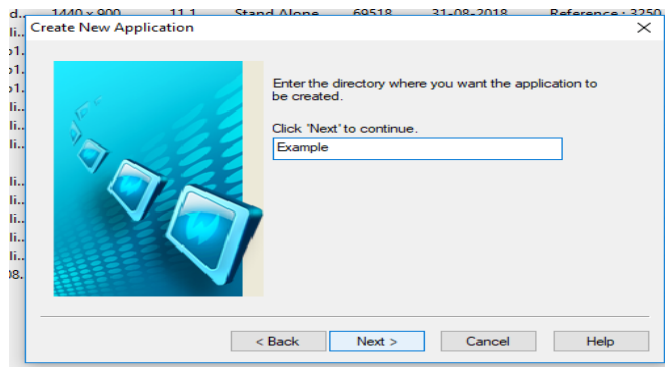 1440 x 900 11.1 Stand Alone 69518 31-08-2018 Reference : 3250
Create New Application
Enter the directory where you want the application to
be created.
Click 'Next' to continue.
Example
< Back Next > Cancel Help